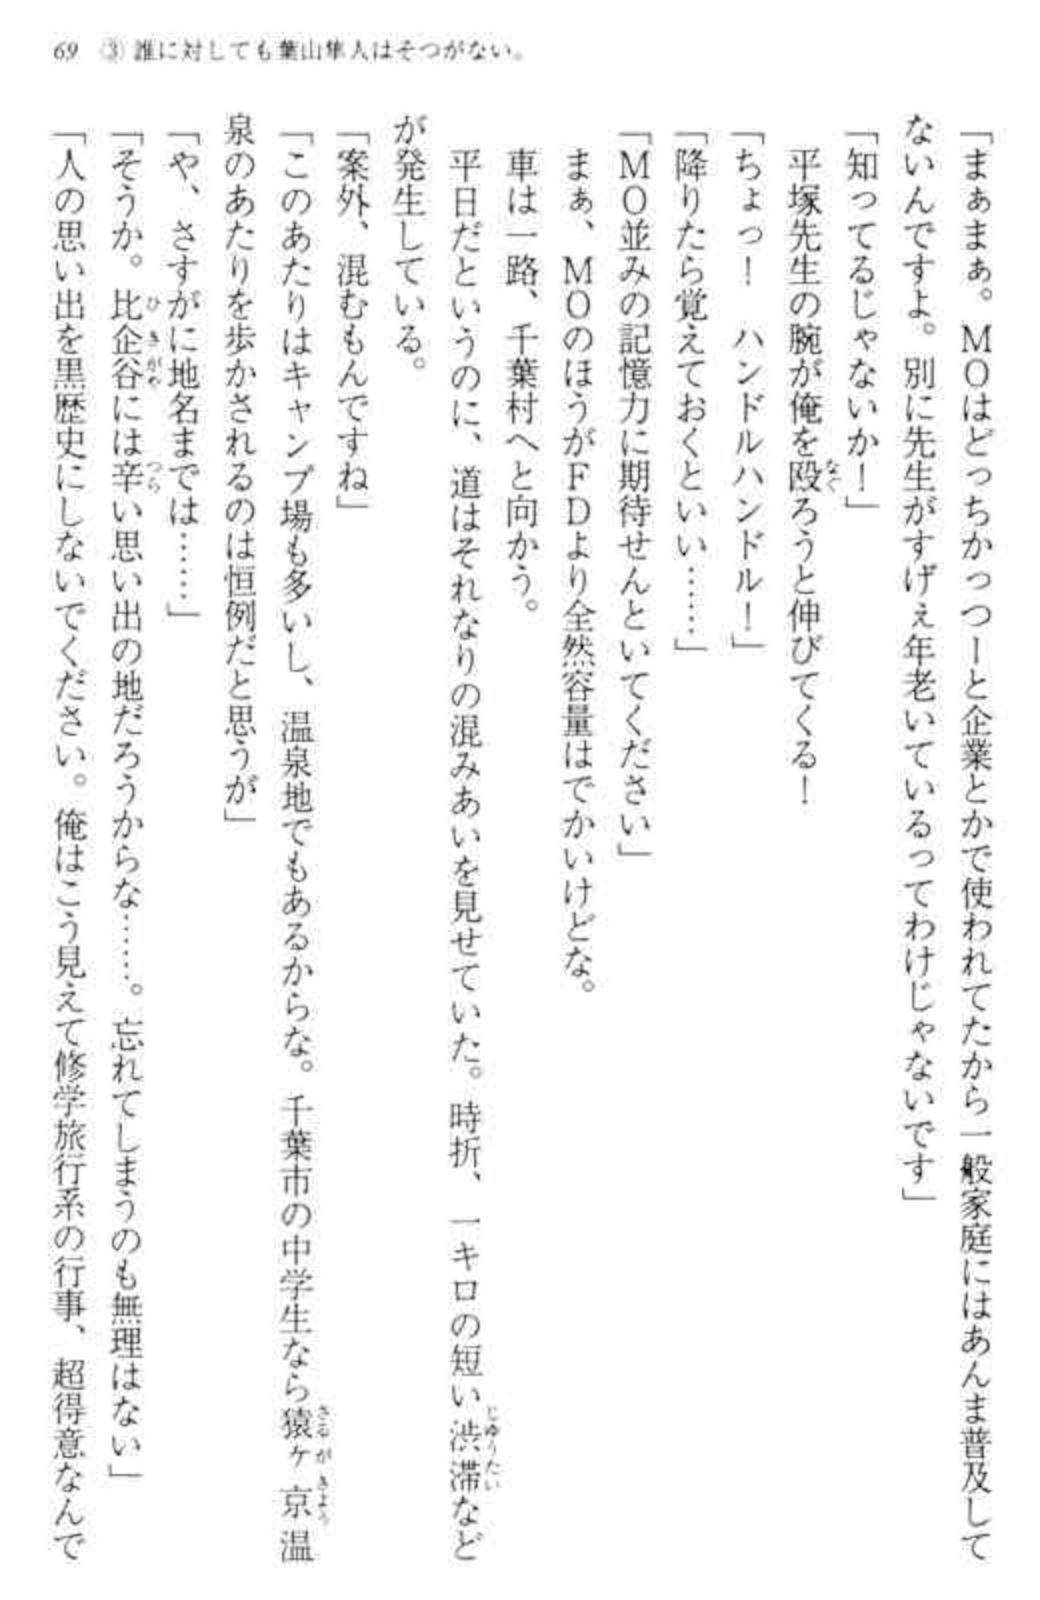 69 ③ 誰に対しても葉山隼人はそつがない。
「まぁまぁ。ＭＯはどっちかっつーと企業とかで使われてたから一般家庭にはあんま普及して
ないんですよ。別に先生がすげぇ年老いているってわけじゃないです」
「知ってるじゃないか！」
平塚先生の腕が俺を殴ろうと伸びてくる！
なぐ
「ちょっ！　ハンドルハンドル！」
「降りたら覚えておくといい……」
「ＭＯ並みの記憶力に期待せんといてください」
まぁ、ＭＯのほうがＦＤより全然容量はでかいけどな。
車は一路、千葉村へと向かう。
平日だというのに、道はそれなりの混みあいを見せていた。時折、一キロの短い渋滞など
じゅうたい
が発生している。
「案外、混むもんですね」
「このあたりはキャンプ場も多いし、温泉地でもあるからな。千葉市の中学生なら猿ヶ京温
さるがきょう
泉のあたりを歩かされるのは恒例だと思うが」
「や、さすがに地名までは……」
「そうか。比企谷には辛い思い出の地だろうからな……。忘れてしまうのも無理はない」
ひきがや
つら
「人の思い出を黒歴史にしないでください。俺はこう見えて修学旅行系の行事、超得意なんで